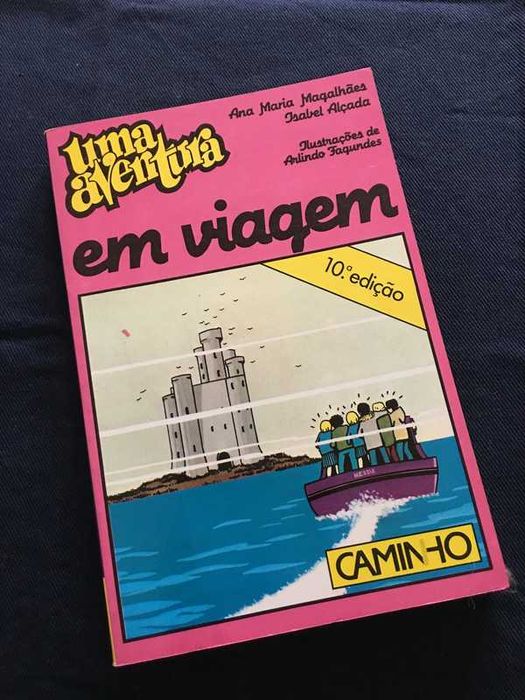 Ana Maria Magalhães
Isabel Alçada
Ilustrações de
Arlindo Fagundes
uma
aventura
em viagem
10.ª edição
CAMINHO